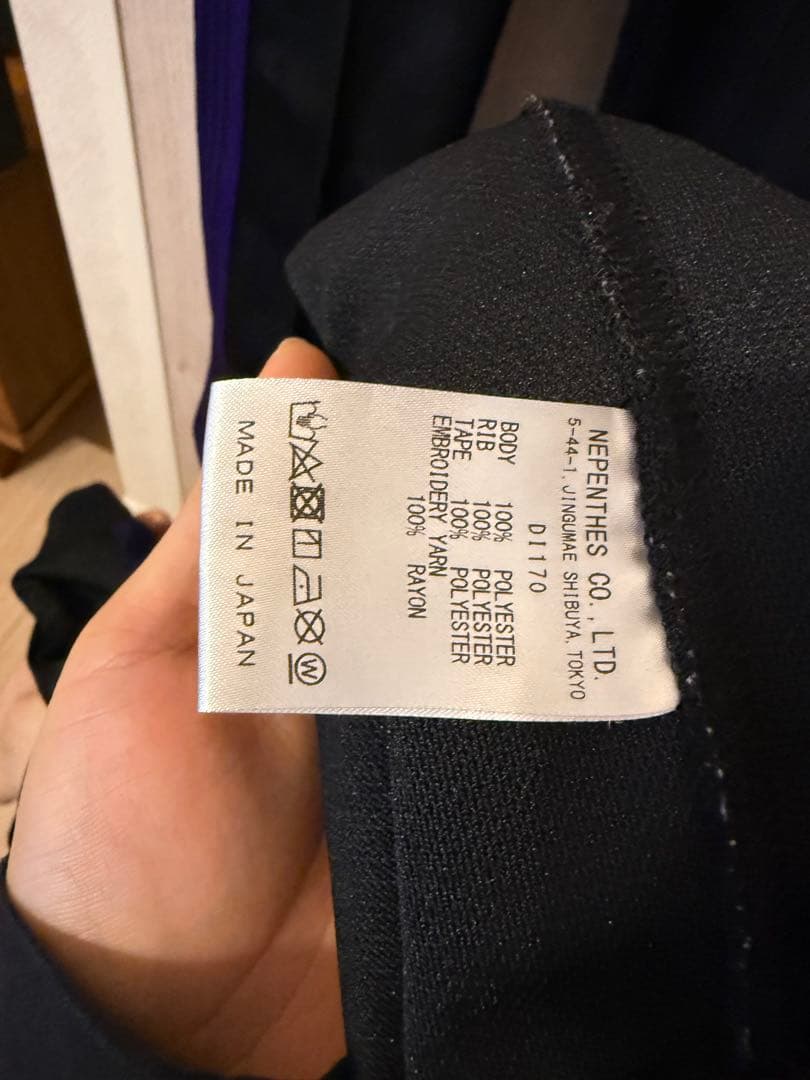 NEPENTHES CO., LTD.
5-44-1, JINGUMAE SHIBUYA, TOKYO
DI170
BODY 100% POLYESTER
RIB 100% POLYESTER
TAPE 100% POLYESTER
EMBROIDERY YARN
100% RAYON
W
MADE IN JAPAN